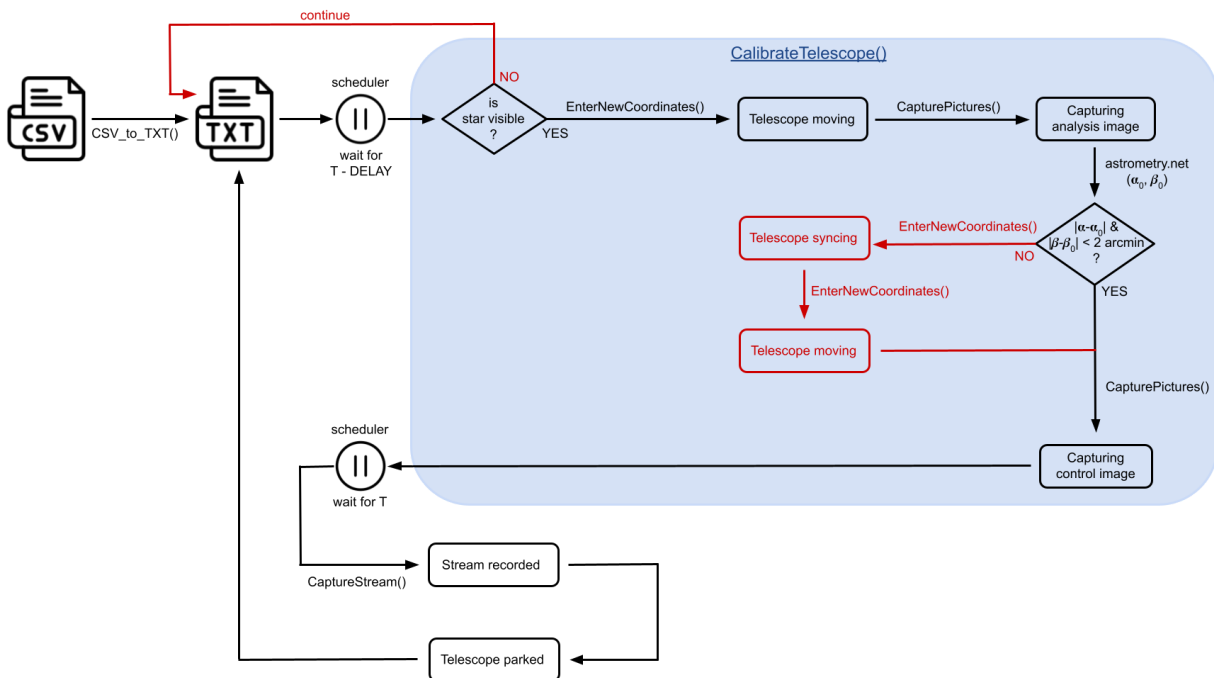 continue
CalibrateTelescope()
NO
scheduler
CSV
CSV_to_TXT()
TXT
wait for
T - DELAY
is
star visible
?
YES
EnterNewCoordinates()
Telescope moving
CapturePictures()
Capturing
analysis image
astrometry.net
(α₀, β₀)
|α-α₀| &
|β-β₀| < 2 arcmin
?
NO
YES
EnterNewCoordinates()
Telescope syncing
EnterNewCoordinates()
Telescope moving
CapturePictures()
Capturing
control image
scheduler
wait for T
CaptureStream()
Stream recorded
Telescope parked